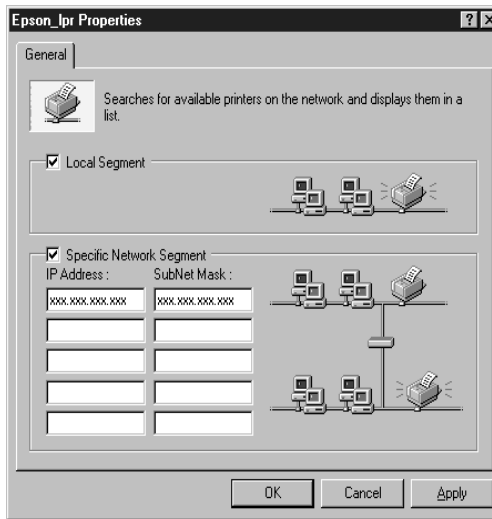 Epson_lpr Properties
General
Searches for available printers on the network and displays them in a
list.
Local Segment
Specific Network Segment
IP Address : SubNet Mask :
xxx.xxx.xxx.xxx xxx.xxx.xxx.xxx
OK Cancel Apply